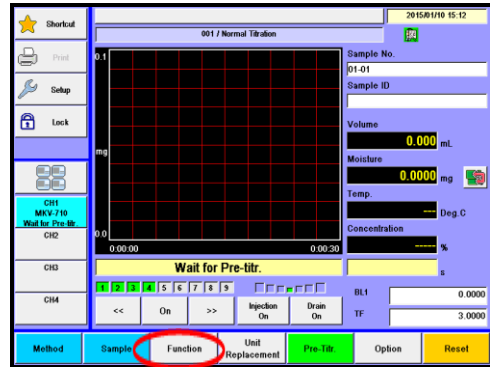 Shortcut
2015/01/10 15:12
001 / Normal Titration
Print
Setup
Lock
0.1
mg
0.0
0:00:00
0:00:30
Sample No.
01-01
Sample ID
Volume
0.000 mL
Moisture
0.0000 mg
Temp.
--- Deg.C
Concentration
----- %
s
CH1
MKV-710
Wait for Pre-titr.
CH2
CH3
CH4
Wait for Pre-titr.
1 2 3 4 5 6 7 8 9
<< On >> Injection On Drain On
BL1 0.0000
TF 3.0000
Method Sample Function Unit Replacement Pre-Titr. Option Reset